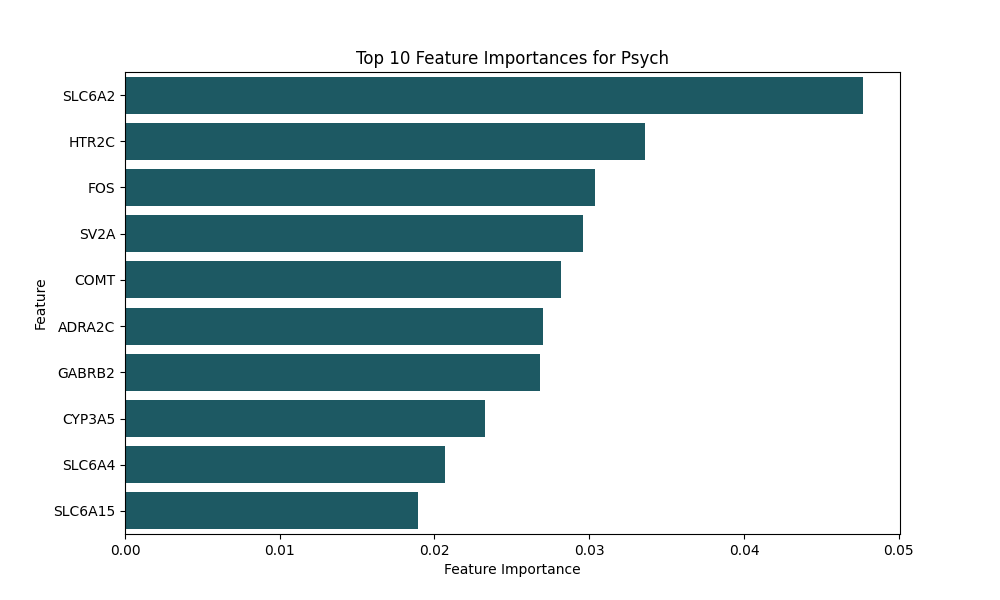 Top 10 Feature Importances for Psych
SLC6A2
HTR2C
FOS
SV2A
COMT
ADRA2C
GABRB2
CYP3A5
SLC6A4
SLC6A15
Feature
0.00 0.01 0.02 0.03 0.04 0.05
Feature Importance